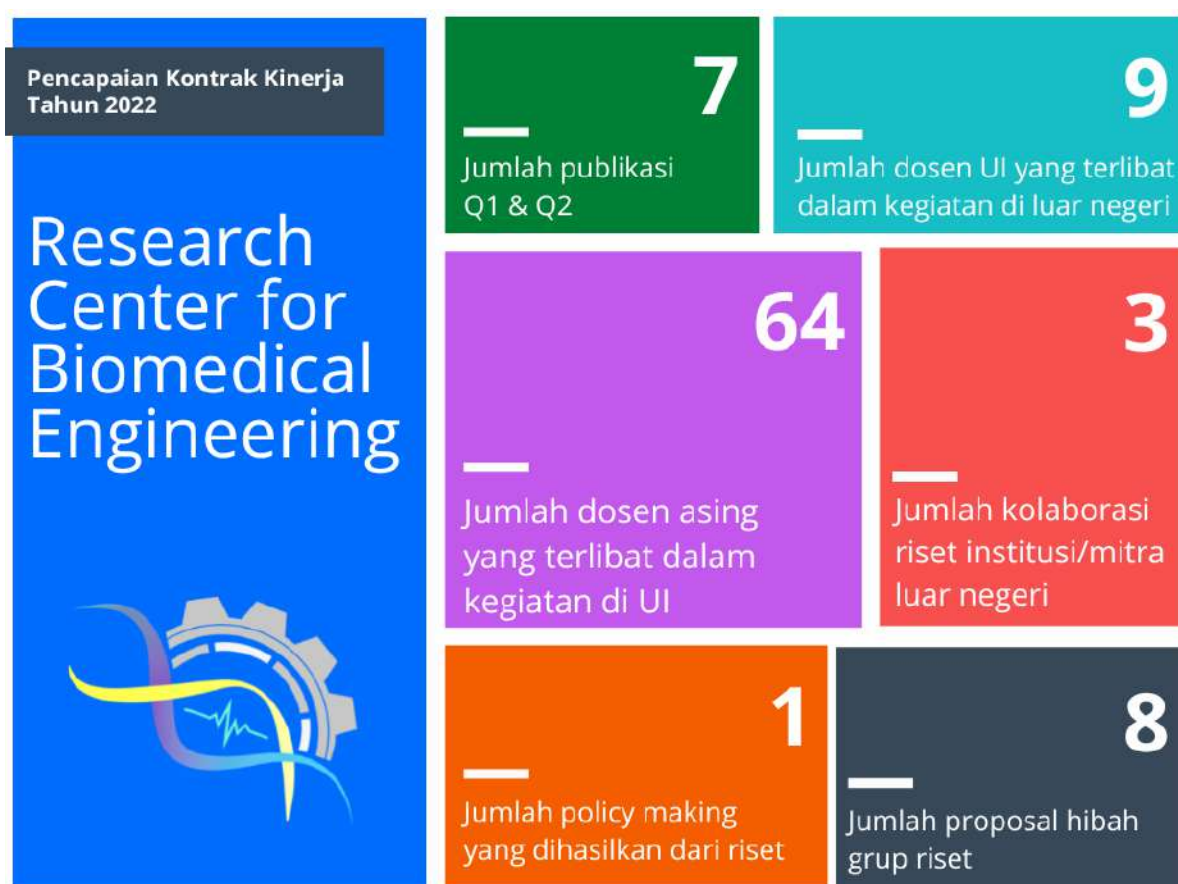 Pencapaian Kontrak Kinerja
Tahun 2022
Research
Center for
Biomedical
Engineering
7
Jumlah publikasi
Q1 & Q2
9
Jumlah dosen UI yang terlibat
dalam kegiatan di luar negeri
64
Jumlah dosen asing
yang terlibat dalam
kegiatan di UI
3
Jumlah kolaborasi
riset institusi/mitra
luar negeri
1
Jumlah policy making
yang dihasilkan dari riset
8
Jumlah proposal hibah
grup riset